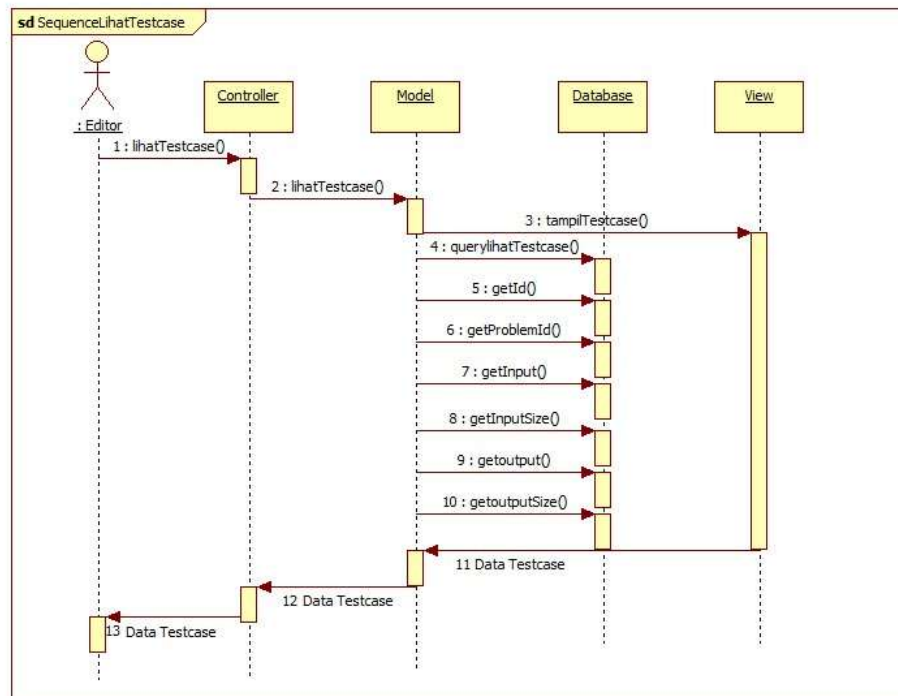 sd SequenceLihatTestcase
: Editor
Controller
Model
Database
View
1 : lihatTestcase()
2 : lihatTestcase()
3 : tampilTestcase()
4 : querylihatTestcase()
5 : getId()
6 : getProblemId()
7 : getInput()
8 : getInputSize()
9 : getoutput()
10 : getoutputSize()
11 Data Testcase
12 Data Testcase
13 Data Testcase